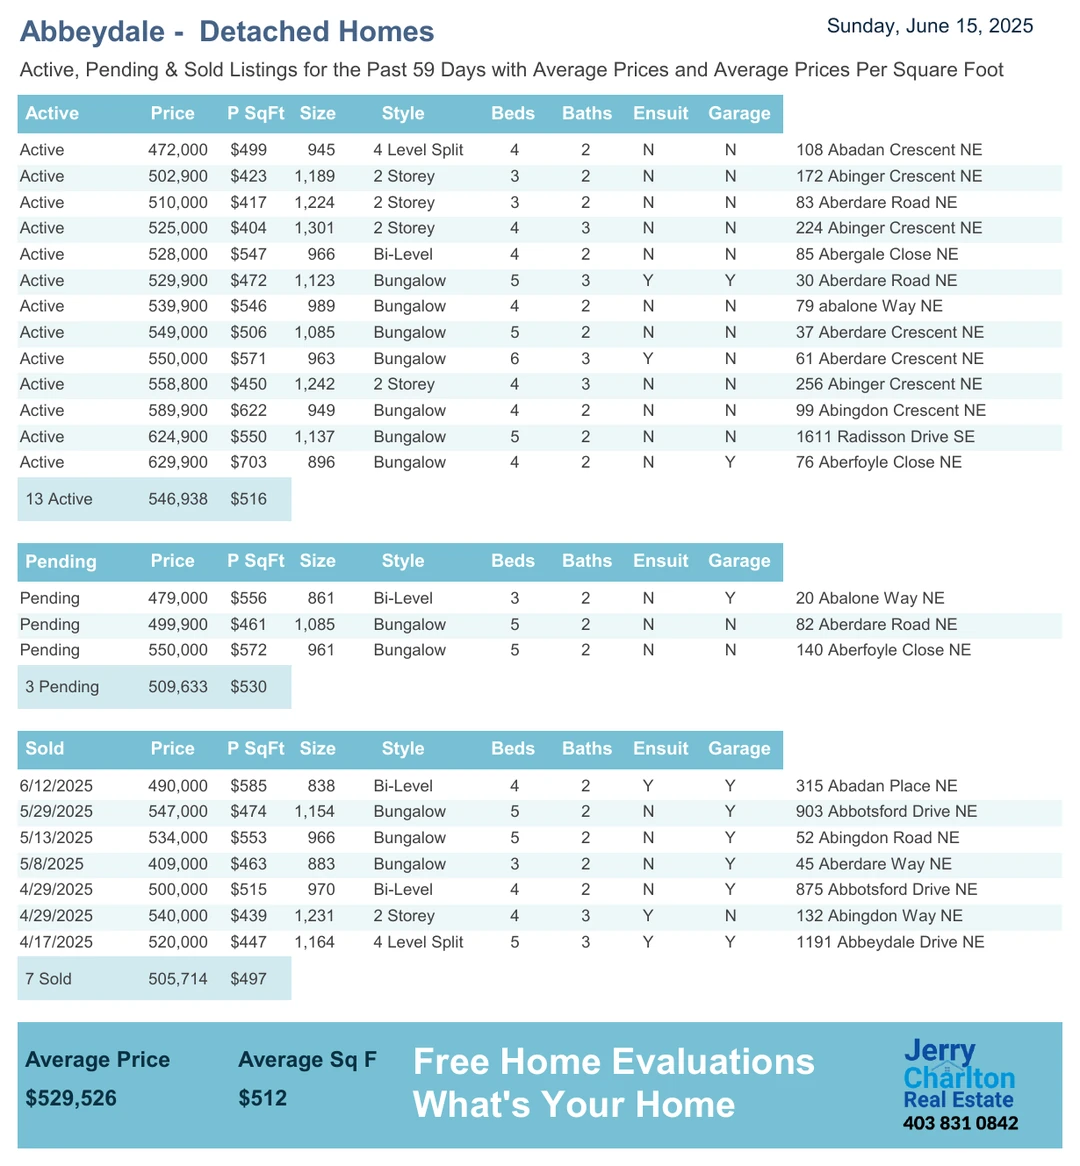 Abbeydale - Detached Homes
Sunday, June 15, 2025
Active, Pending & Sold Listings for the Past 59 Days with Average Prices and Average Prices Per Square Foot
Active Price P SqFt Size Style Beds Baths Ensuit Garage
Active 472,000 $499 945 4 Level Split 4 2 N N 108 Abadan Crescent NE
Active 502,900 $423 1,189 2 Storey 3 2 N N 172 Abinger Crescent NE
Active 510,000 $417 1,224 2 Storey 3 2 N N 83 Aberdare Road NE
Active 525,000 $404 1,301 2 Storey 4 3 N N 224 Abinger Crescent NE
Active 528,000 $547 966 Bi-Level 4 2 N N 85 Abergale Close NE
Active 529,900 $472 1,123 Bungalow 5 3 Y Y 30 Aberdare Road NE
Active 539,900 $546 989 Bungalow 4 2 N N 79 abalone Way NE
Active 549,000 $506 1,085 Bungalow 5 2 N N 37 Aberdare Crescent NE
Active 550,000 $571 963 Bungalow 6 3 Y N 61 Aberdare Crescent NE
Active 558,800 $450 1,242 2 Storey 4 3 N N 256 Abinger Crescent NE
Active 589,900 $622 949 Bungalow 4 2 N N 99 Abingdon Crescent NE
Active 624,900 $550 1,137 Bungalow 5 2 N N 1611 Radisson Drive SE
Active 629,900 $703 896 Bungalow 4 2 N Y 76 Aberfoyle Close NE
13 Active 546,938 $516
Pending Price P SqFt Size Style Beds Baths Ensuit Garage
Pending 479,000 $556 861 Bi-Level 3 2 N Y 20 Abalone Way NE
Pending 499,900 $461 1,085 Bungalow 5 2 N N 82 Aberdare Road NE
Pending 550,000 $572 961 Bungalow 5 2 N N 140 Aberfoyle Close NE
3 Pending 509,633 $530
Sold Price P SqFt Size Style Beds Baths Ensuit Garage
6/12/2025 490,000 $585 838 Bi-Level 4 2 Y Y 315 Abadan Place NE
5/29/2025 547,000 $474 1,154 Bungalow 5 2 N Y 903 Abbotsford Drive NE
5/13/2025 534,000 $553 966 Bungalow 5 2 N Y 52 Abingdon Road NE
5/8/2025 409,000 $463 883 Bungalow 3 2 N Y 45 Aberdare Way NE
4/29/2025 500,000 $515 970 Bi-Level 4 2 N Y 875 Abbotsford Drive NE
4/29/2025 540,000 $439 1,231 2 Storey 4 3 Y N 132 Abingdon Way NE
4/17/2025 520,000 $447 1,164 4 Level Split 5 3 Y Y 1191 Abbeydale Drive NE
7 Sold 505,714 $497
Average Price Average Sq F
$529,526 $512
Free Home Evaluations
What's Your Home
Jerry
Charlton
Real Estate
403 831 0842